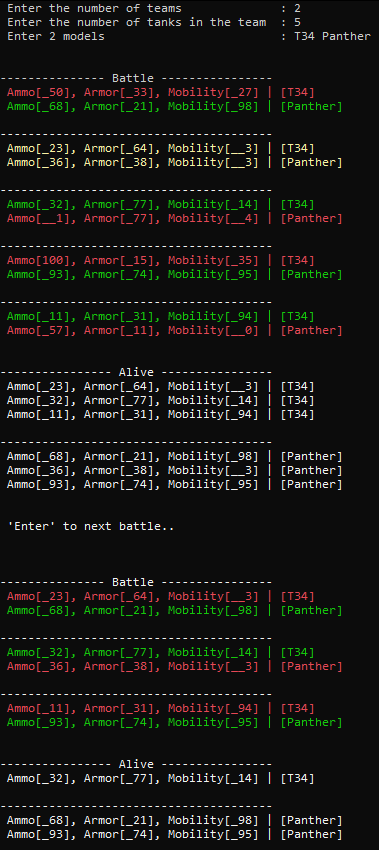 Enter the number of teams : 2
Enter the number of tanks in the team : 5
Enter 2 models : T34 Panther
--------------- Battle ----------------
Ammo[_50], Armor[_33], Mobility[_27] | [T34]
Ammo[_68], Armor[_21], Mobility[_98] | [Panther]
---------------------------------------
Ammo[_23], Armor[_64], Mobility[__3] | [T34]
Ammo[_36], Armor[_38], Mobility[__3] | [Panther]
---------------------------------------
Ammo[_32], Armor[_77], Mobility[_14] | [T34]
Ammo[__1], Armor[_77], Mobility[__4] | [Panther]
---------------------------------------
Ammo[100], Armor[_15], Mobility[_35] | [T34]
Ammo[_93], Armor[_74], Mobility[_95] | [Panther]
---------------------------------------
Ammo[_11], Armor[_31], Mobility[_94] | [T34]
Ammo[_57], Armor[_11], Mobility[__0] | [Panther]
---------------- Alive ----------------
Ammo[_23], Armor[_64], Mobility[__3] | [T34]
Ammo[_32], Armor[_77], Mobility[_14] | [T34]
Ammo[_11], Armor[_31], Mobility[_94] | [T34]
---------------------------------------
Ammo[_68], Armor[_21], Mobility[_98] | [Panther]
Ammo[_36], Armor[_38], Mobility[__3] | [Panther]
Ammo[_93], Armor[_74], Mobility[_95] | [Panther]
'Enter' to next battle..
--------------- Battle ----------------
Ammo[_23], Armor[_64], Mobility[__3] | [T34]
Ammo[_68], Armor[_21], Mobility[_98] | [Panther]
---------------------------------------
Ammo[_32], Armor[_77], Mobility[_14] | [T34]
Ammo[_36], Armor[_38], Mobility[__3] | [Panther]
---------------------------------------
Ammo[_11], Armor[_31], Mobility[_94] | [T34]
Ammo[_93], Armor[_74], Mobility[_95] | [Panther]
---------------- Alive ----------------
Ammo[_32], Armor[_77], Mobility[_14] | [T34]
---------------------------------------
Ammo[_68], Armor[_21], Mobility[_98] | [Panther]
Ammo[_93], Armor[_74], Mobility[_95] | [Panther]